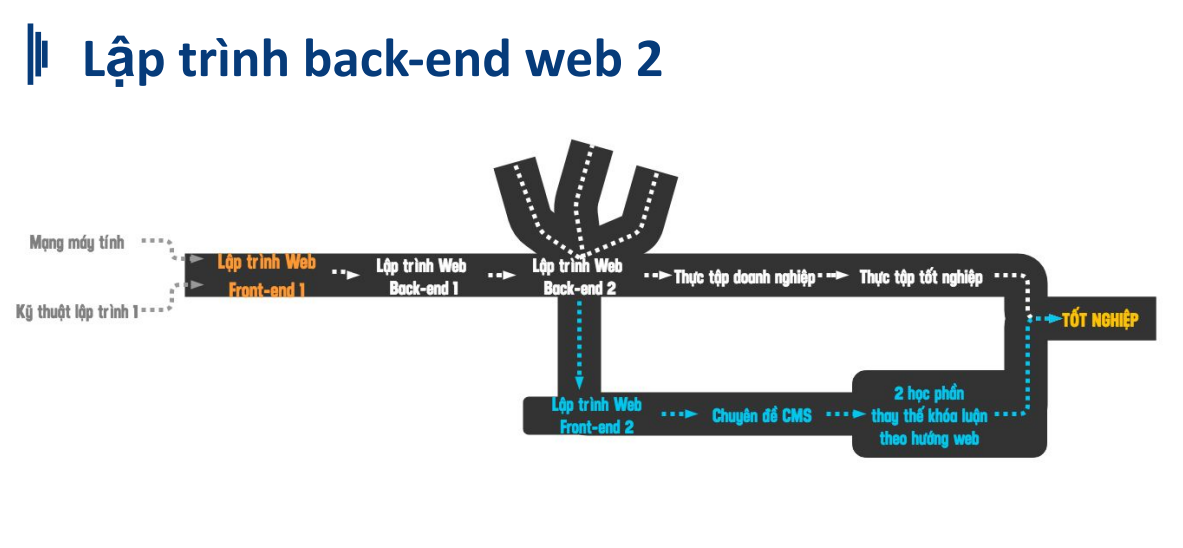 Lập trình back-end web 2
Mạng máy tính
Kỹ thuật lập trình 1
Lập trình Web
Front-end 1
Lập trình Web
Back-end 1
Lập trình Web
Back-end 2
Thực tập doanh nghiệp
Thực tập tốt nghiệp
TỐT NGHIỆP
Lập trình Web
Front-end 2
Chuyên đề CMS
2 học phần
thay thế khóa luận
theo hướng web